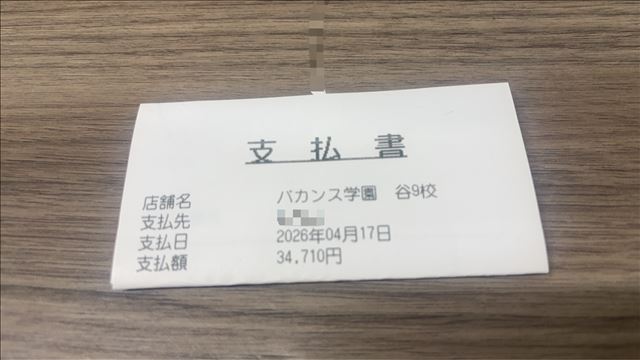 支払書
店舗名 バカンス学園 谷9校
支払先
支払日 2026年04月17日
支払額 34,710円